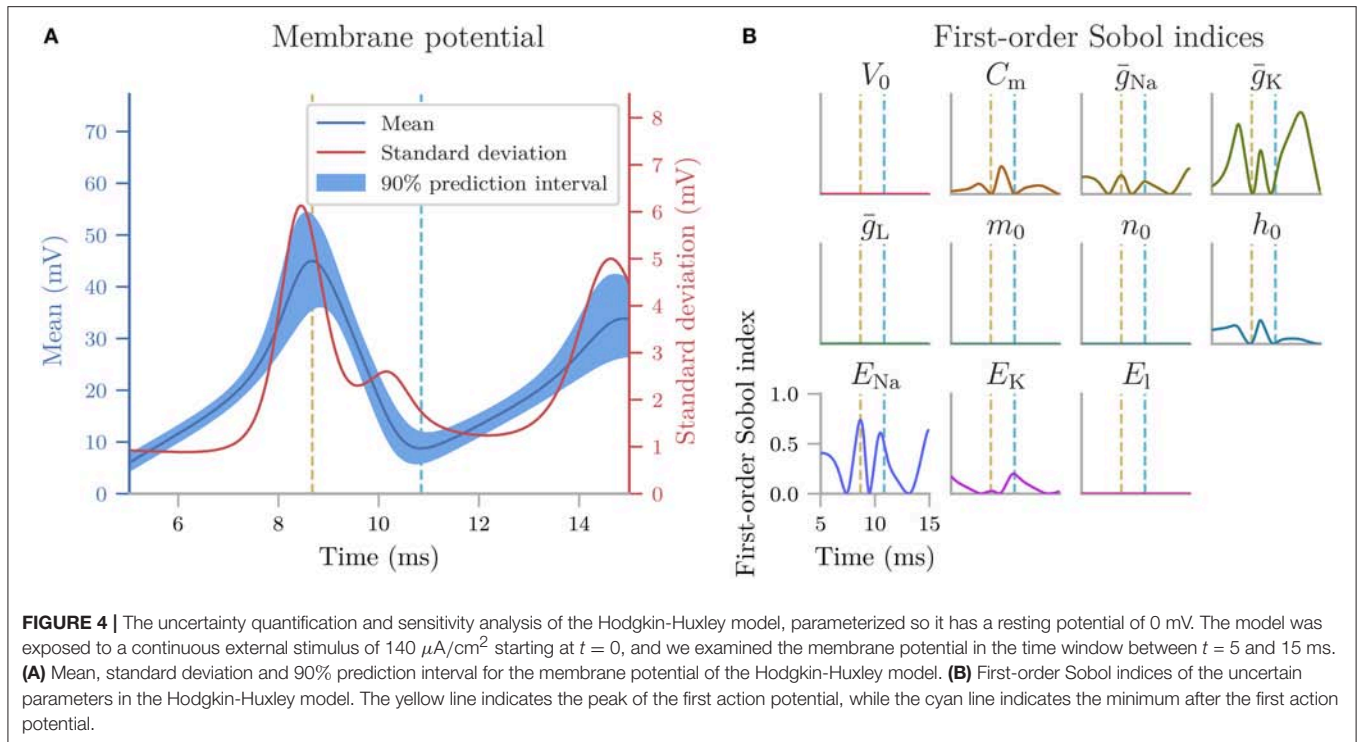 A Membrane potential
70
60
50
40
30
20
10
0
Mean (mV)
Mean
Standard deviation
90% prediction interval
8
7
6
5
4
3
2
1
0
Standard deviation (mV)
6 8 10 12 14
Time (ms)
B First-order Sobol indices
V₀ Cₘ ḡ_Na ḡ_K
ḡ_L m₀ n₀ h₀
E_Na E_K E_l
First-order Sobol index
1.0
0.5
0.0
5 10 15
Time (ms)
FIGURE 4 | The uncertainty quantification and sensitivity analysis of the Hodgkin-Huxley model, parameterized so it has a resting potential of 0 mV. The model was
exposed to a continuous external stimulus of 140 μA/cm² starting at t = 0, and we examined the membrane potential in the time window between t = 5 and 15 ms.
(A) Mean, standard deviation and 90% prediction interval for the membrane potential of the Hodgkin-Huxley model. (B) First-order Sobol indices of the uncertain
parameters in the Hodgkin-Huxley model. The yellow line indicates the peak of the first action potential, while the cyan line indicates the minimum after the first action
potential.